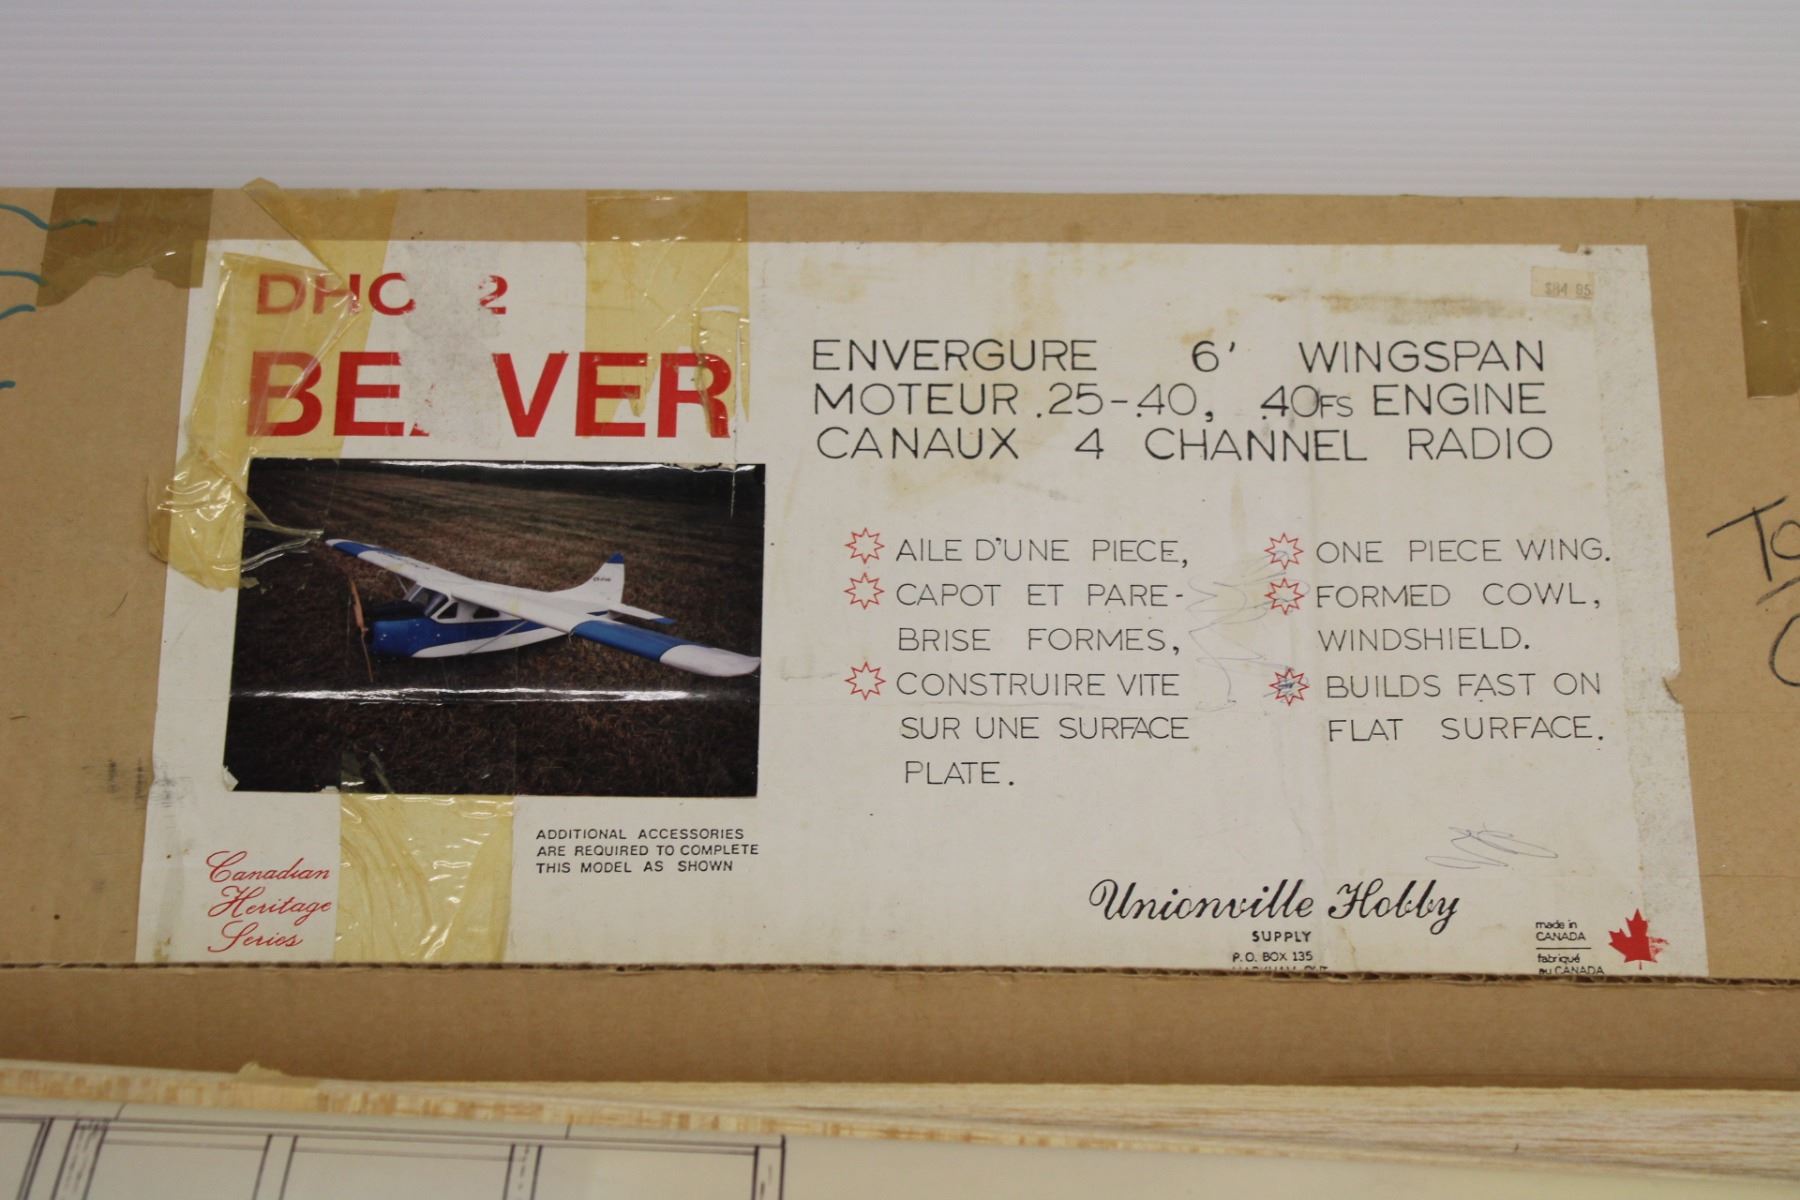 DHC 2
BE VER
$84.95
ENVERGURE 6' WINGSPAN
MOTEUR .25-.40, .40FS ENGINE
CANAUX 4 CHANNEL RADIO
AILE D'UNE PIECE,
CAPOT ET PARE-
BRISE FORMES,
CONSTRUIRE VITE
SUR UNE SURFACE
PLATE.
ONE PIECE WING.
FORMED COWL,
WINDSHIELD.
BUILDS FAST ON
FLAT SURFACE.
ADDITIONAL ACCESSORIES
ARE REQUIRED TO COMPLETE
THIS MODEL AS SHOWN
Canadian
Heritage
Series
Unionville Hobby
SUPPLY
P.O. BOX 135
made in
CANADA
fabriqué
au CANADA